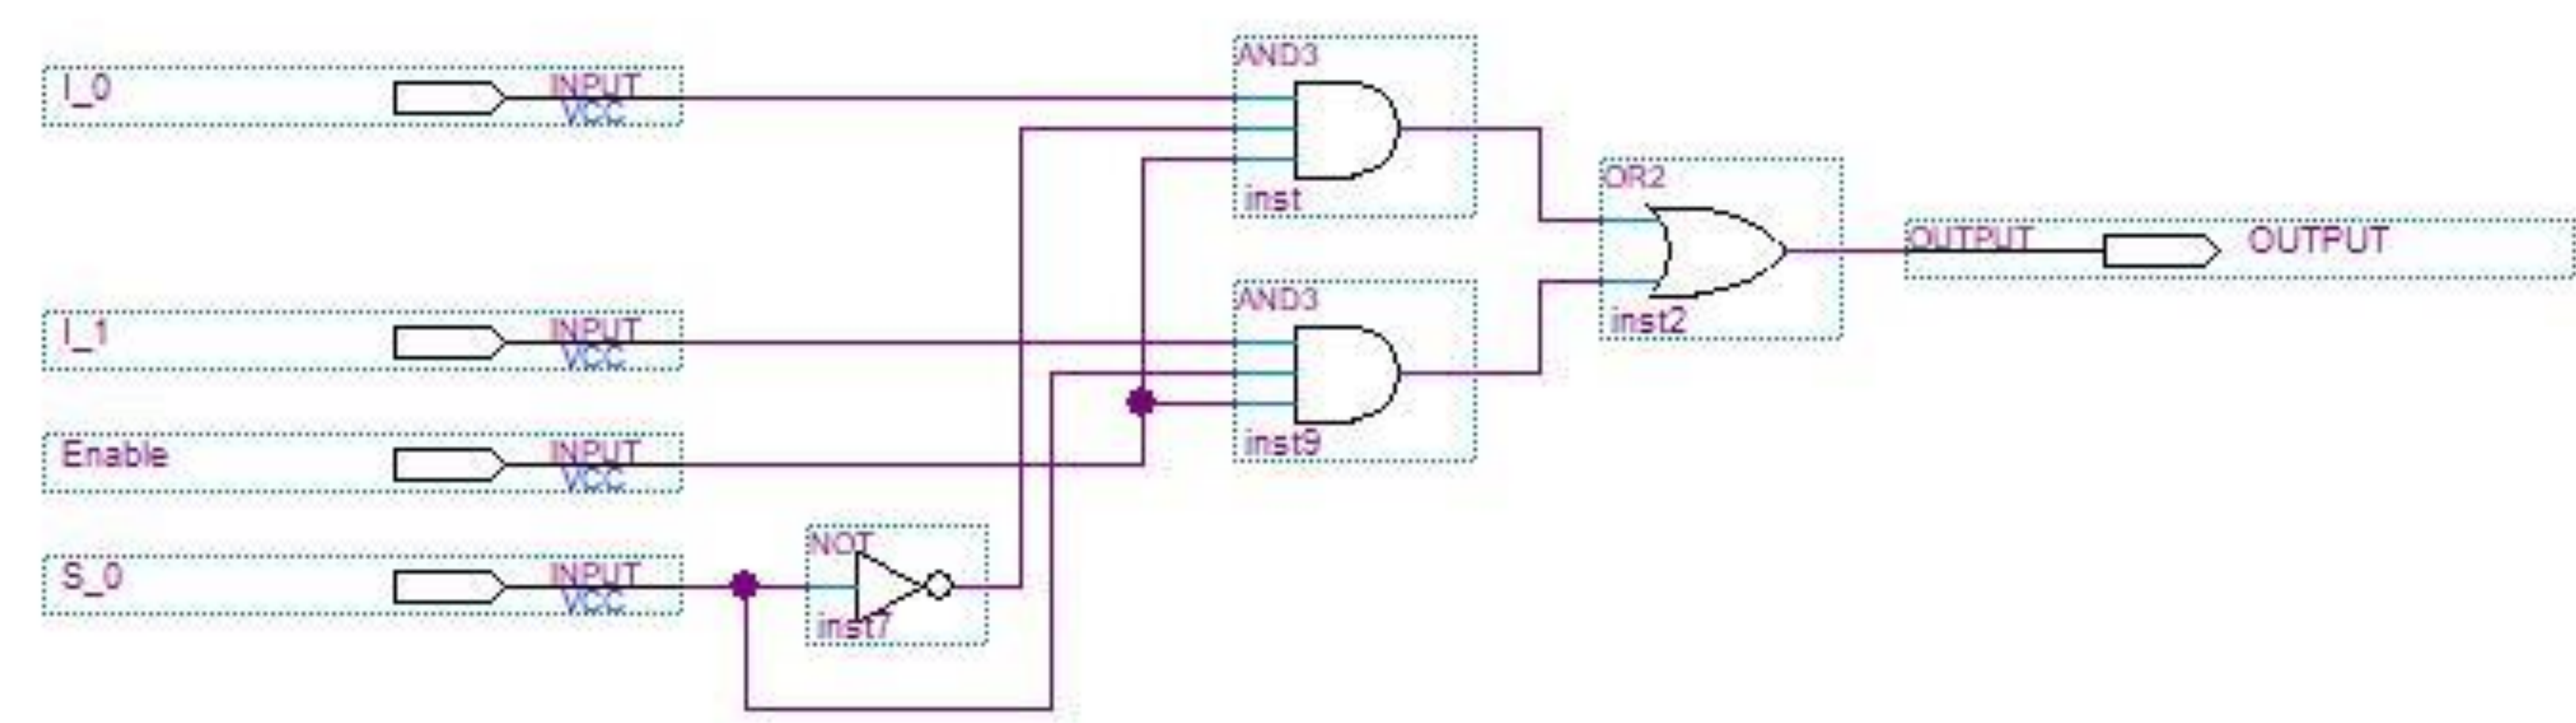 AND3
I_0
INPUT
VCC
inst
OR2
OUTPUT
OUTPUT
inst2
AND3
I_1
INPUT
VCC
inst9
Enable
INPUT
VCC
NOT
S_0
INPUT
VCC
inst7